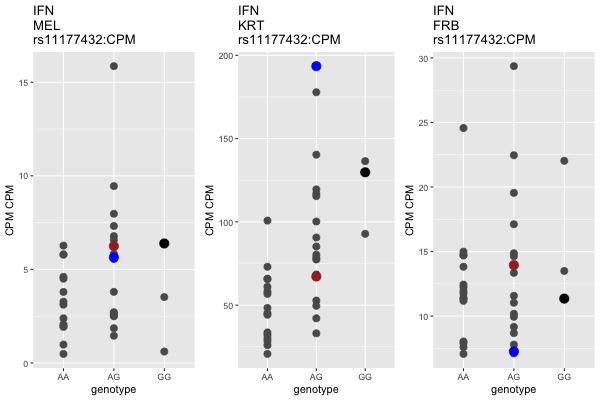 IFN
MEL
rs11177432:CPM
CPM CPM
15
10
5
0
AA AG GG
genotype
IFN
KRT
rs11177432:CPM
CPM CPM
200
150
100
50
AA AG GG
genotype
IFN
FRB
rs11177432:CPM
CPM CPM
30
25
20
15
10
AA AG GG
genotype